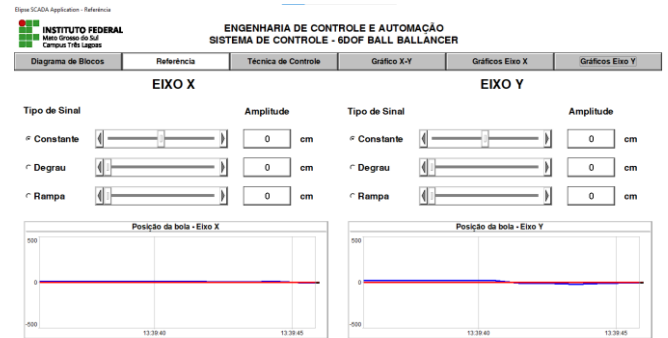 Elipse SCADA Application - Referência
INSTITUTO FEDERAL
Mato Grosso do Sul
Campus Três Lagoas
ENGENHARIA DE CONTROLE E AUTOMAÇÃO
SISTEMA DE CONTROLE - 6DOF BALL BALLANCER
Diagrama de Blocos Referência Técnica de Controle Gráfico X-Y Gráficos Eixo X Gráficos Eixo Y
EIXO X EIXO Y
Tipo de Sinal Amplitude Tipo de Sinal Amplitude
Constante 0 cm Constante 0 cm
Degrau 0 cm Degrau 0 cm
Rampa 0 cm Rampa 0 cm
Posição da bola - Eixo X Posição da bola - Eixo Y
500 500
0 0
-500 -500
13:39:40 13:39:45 13:39:40 13:39:45